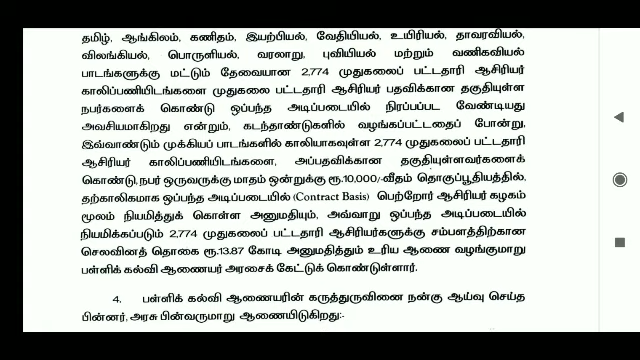 தமிழ், ஆங்கிலம், கணிதம், இயற்பியல், வேதியியல், உயிரியல், தாவரவியல்,
விலங்கியல், பொருளியல், வரலாறு, புவியியல் மற்றும் வணிகவியல்
பாடங்களுக்கு மட்டும் தேவையான 2,774 முதுகலைப் பட்டதாரி ஆசிரியர்
காலிப்பணியிடங்களை முதுகலை பட்டதாரி ஆசிரியர் பதவிக்கான தகுதியுள்ள
நபர்களைக் கொண்டு ஒப்பந்த அடிப்படையில் நிரப்பப்பட வேண்டியது
அவசியமாகிறது என்றும், கடந்தாண்டுகளில் வழங்கப்பட்டதைப் போன்று,
இவ்வாண்டும் முக்கியப் பாடங்களில் காலியாகவுள்ள 2,774 முதுகலைப் பட்டதாரி
ஆசிரியர் காலிப்பணியிடங்களை, அப்பதவிக்கான தகுதியுள்ளவர்களைக்
கொண்டு, நபர் ஒருவருக்கு மாதம் ஒன்றுக்கு ரூ.10,000/-வீதம் தொகுப்பூதியத்தில்,
தற்காலிகமாக ஒப்பந்த அடிப்படையில் (Contract Basis) பெற்றோர் ஆசிரியர் கழகம்
மூலம் நியமித்துக் கொள்ள அனுமதியும், அவ்வாறு ஒப்பந்த அடிப்படையில்
நியமிக்கப்படும் 2,774 முதுகலைப் பட்டதாரி ஆசிரியர்களுக்கு சம்பளத்திற்கான
செலவினத் தொகை ரூ.13.87 கோடி அனுமதித்தும் உரிய ஆணை வழங்குமாறு
பள்ளிக் கல்வி ஆணையர் அரசைக் கேட்டுக் கொண்டுள்ளார்.
4. பள்ளிக் கல்வி ஆணையரின் கருத்துருவினை நன்கு ஆய்வு செய்த
பின்னர், அரசு பின்வருமாறு ஆணையிடுகிறது:-